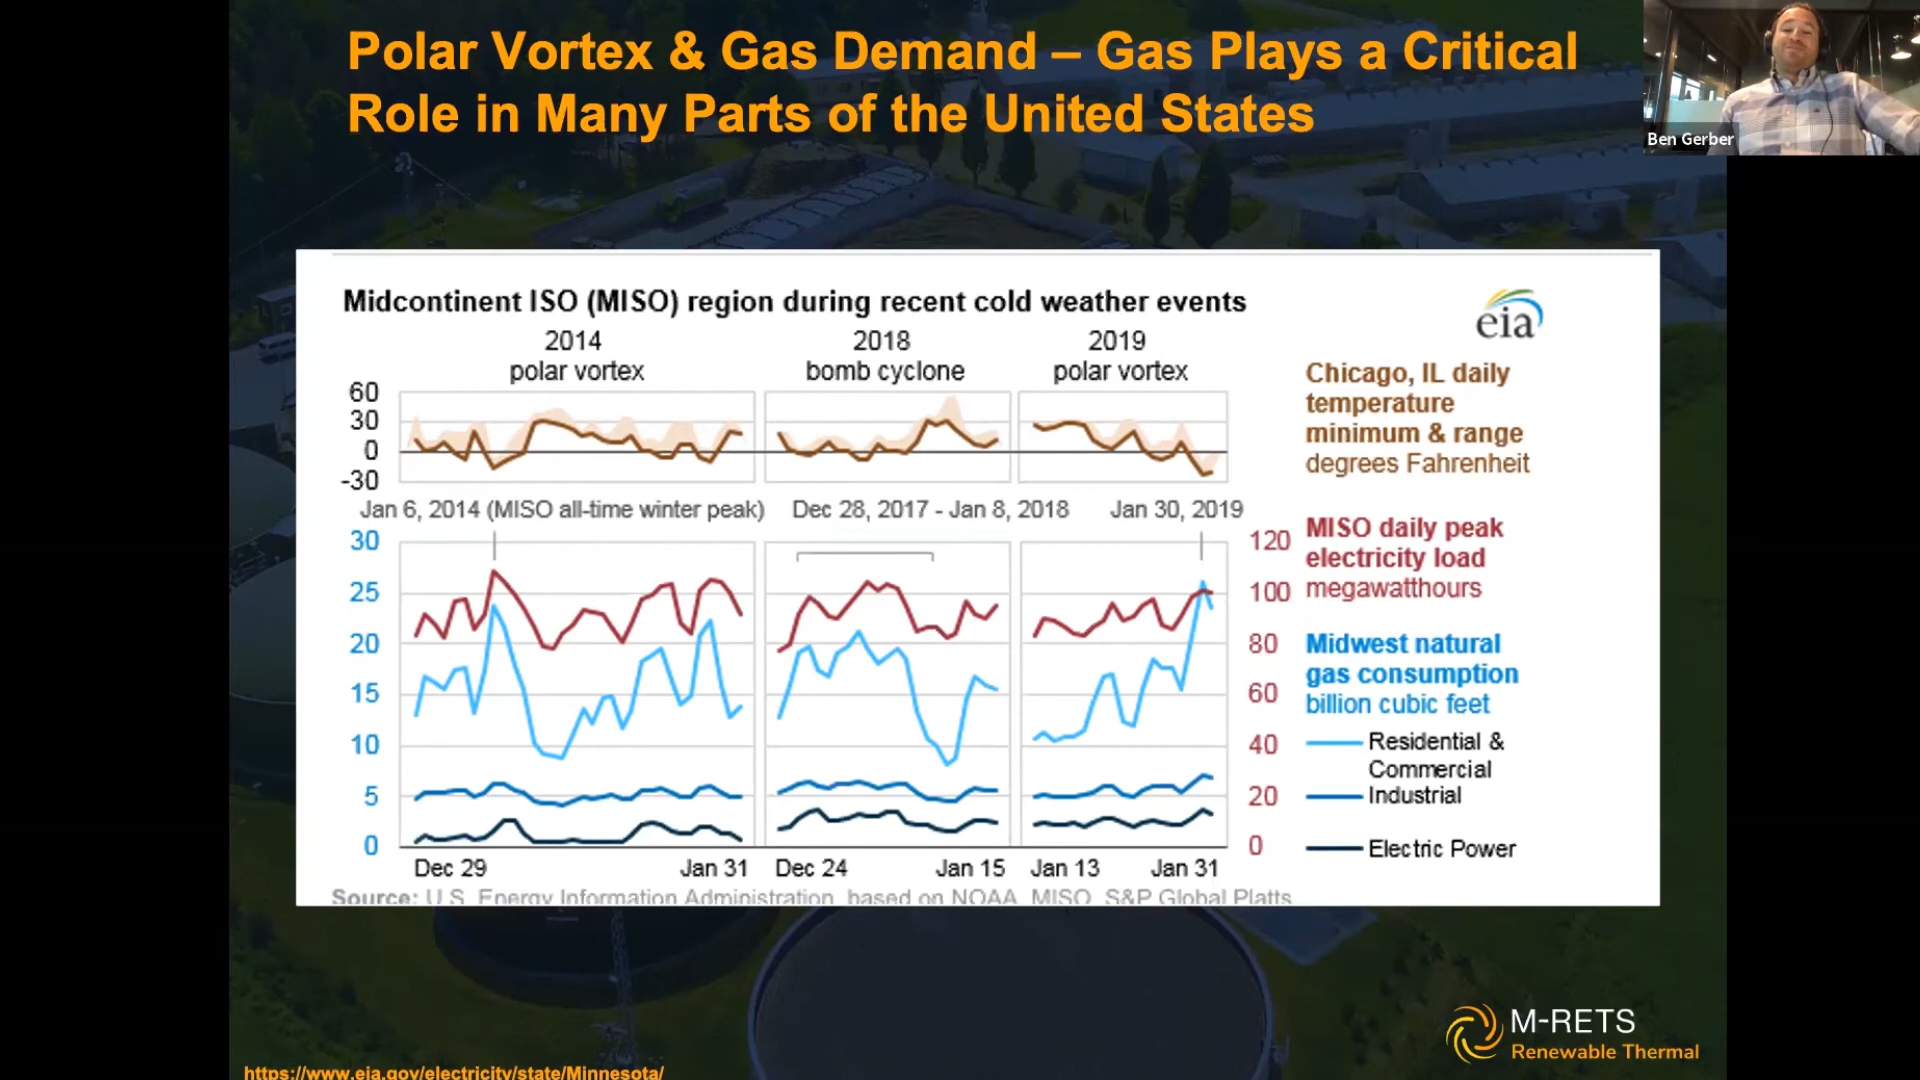 Polar Vortex & Gas Demand – Gas Plays a Critical
Role in Many Parts of the United States
Ben Gerber
Midcontinent ISO (MISO) region during recent cold weather events
eia
2014
polar vortex
2018
bomb cyclone
2019
polar vortex
60
30
0
-30
Chicago, IL daily
temperature
minimum & range
degrees Fahrenheit
Jan 6, 2014 (MISO all-time winter peak)
Dec 28, 2017 - Jan 8, 2018
Jan 30, 2019
30
25
20
15
10
5
0
120
100
80
60
40
20
0
MISO daily peak
electricity load
megawatthours
Midwest natural
gas consumption
billion cubic feet
Residential &
Commercial
Industrial
Electric Power
Dec 29
Jan 31
Dec 24
Jan 15
Jan 13
Jan 31
Source: U.S. Energy Information Administration, based on NOAA, MISO, S&P Global Platts
M-RETS
Renewable Thermal
https://www.eia.gov/electricity/state/Minnesota/